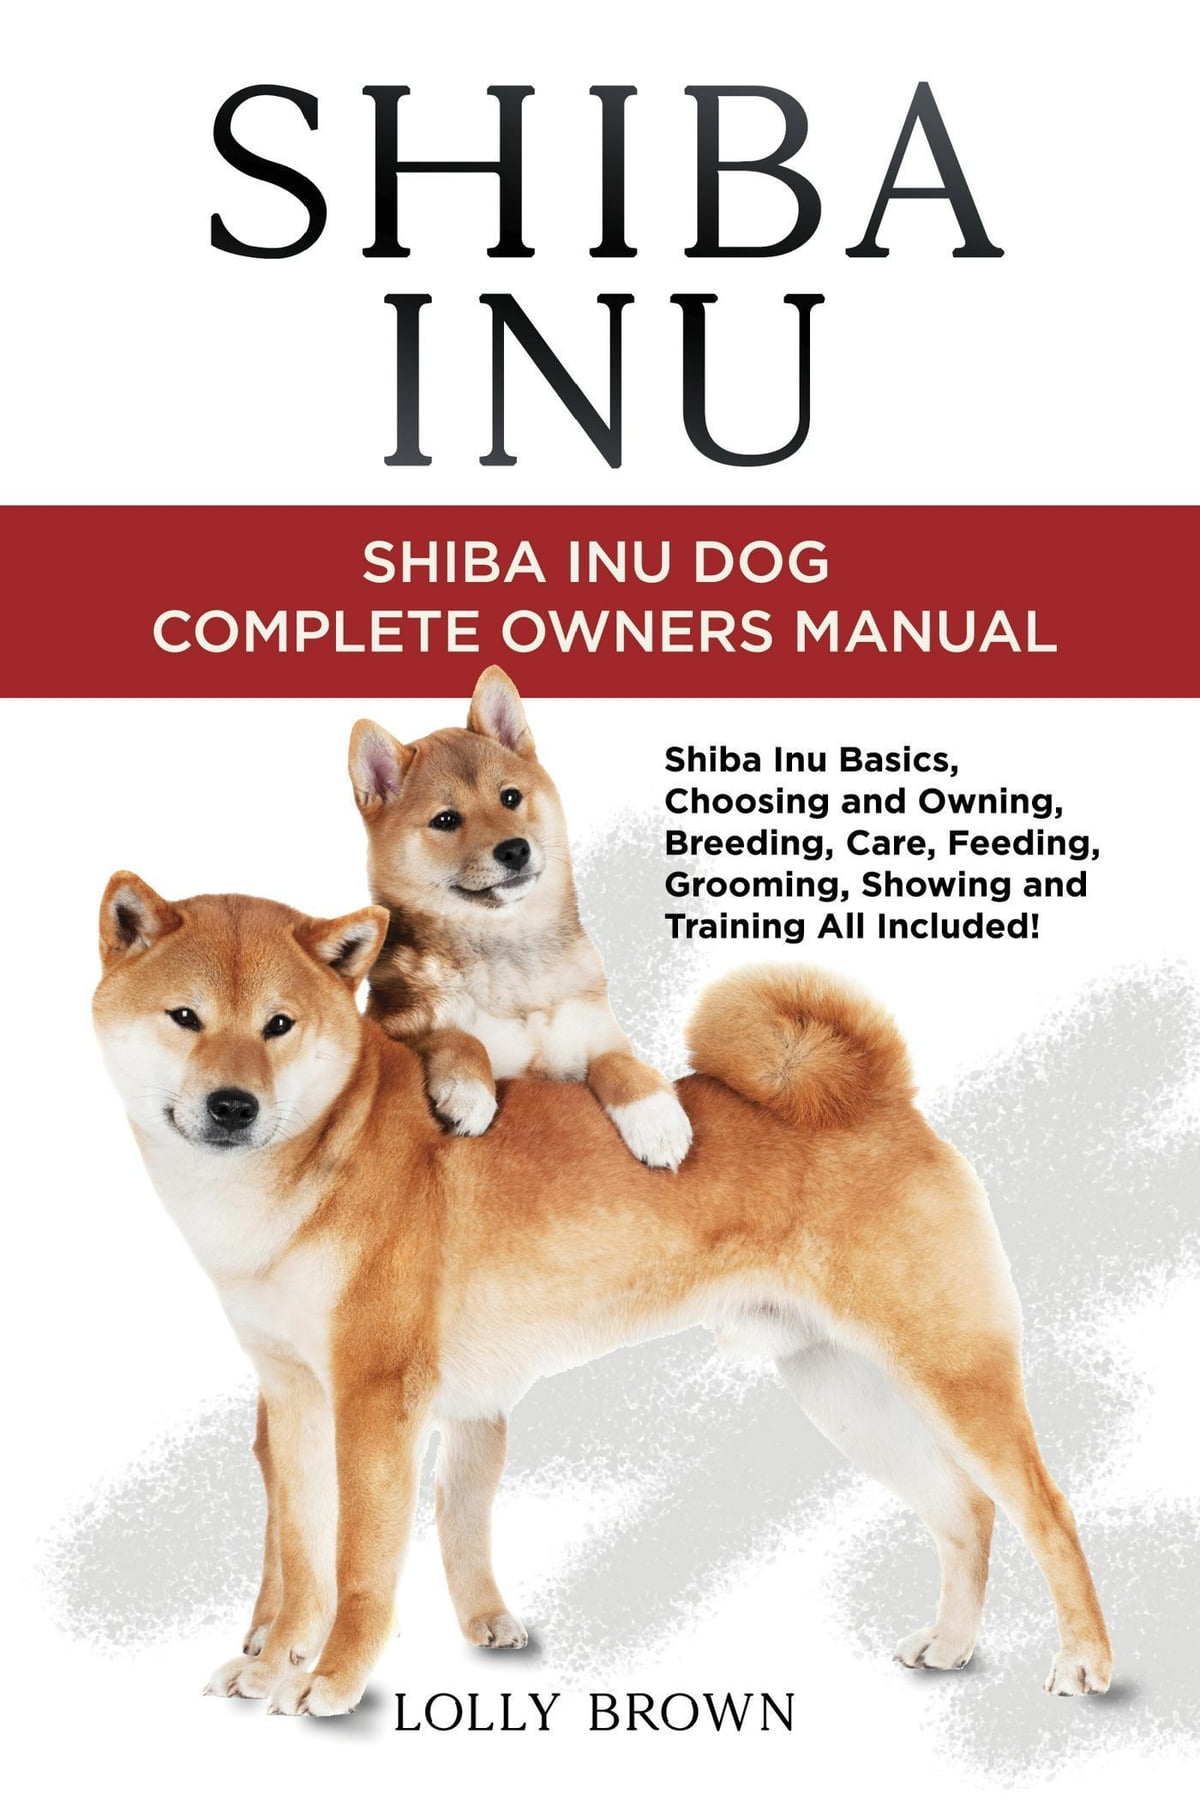 SHIBA
INU
SHIBA INU DOG
COMPLETE OWNERS MANUAL
Shiba Inu Basics,
Choosing and Owning,
Breeding, Care, Feeding,
Grooming, Showing and
Training All Included!
LOLLY BROWN